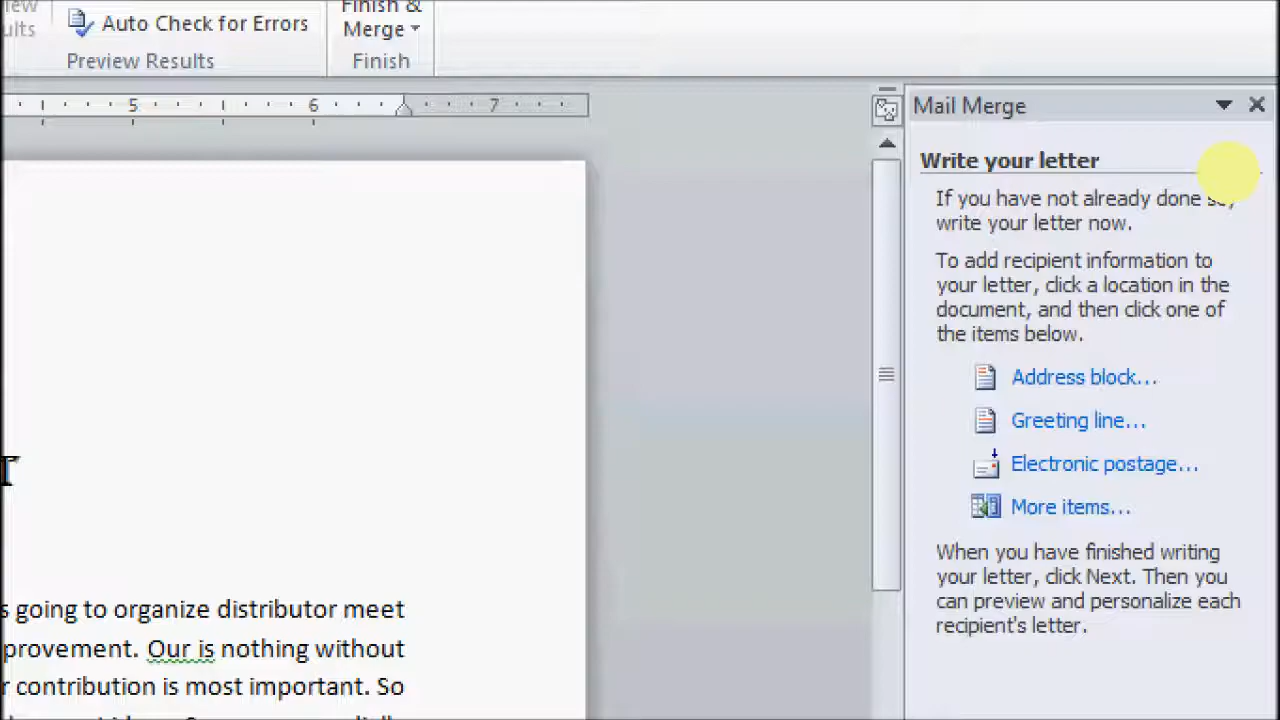 Finish &
Auto Check for Errors
Merge
Preview Results
Finish
5 6 7
Mail Merge
Write your letter
If you have not already done so,
write your letter now.
To add recipient information to
your letter, click a location in the
document, and then click one of
the items below.
Address block...
Greeting line...
Electronic postage...
More items...
When you have finished writing
your letter, click Next. Then you
can preview and personalize each
recipient's letter.
going to organize distributor meet
provement. Our is nothing without
contribution is most important. So